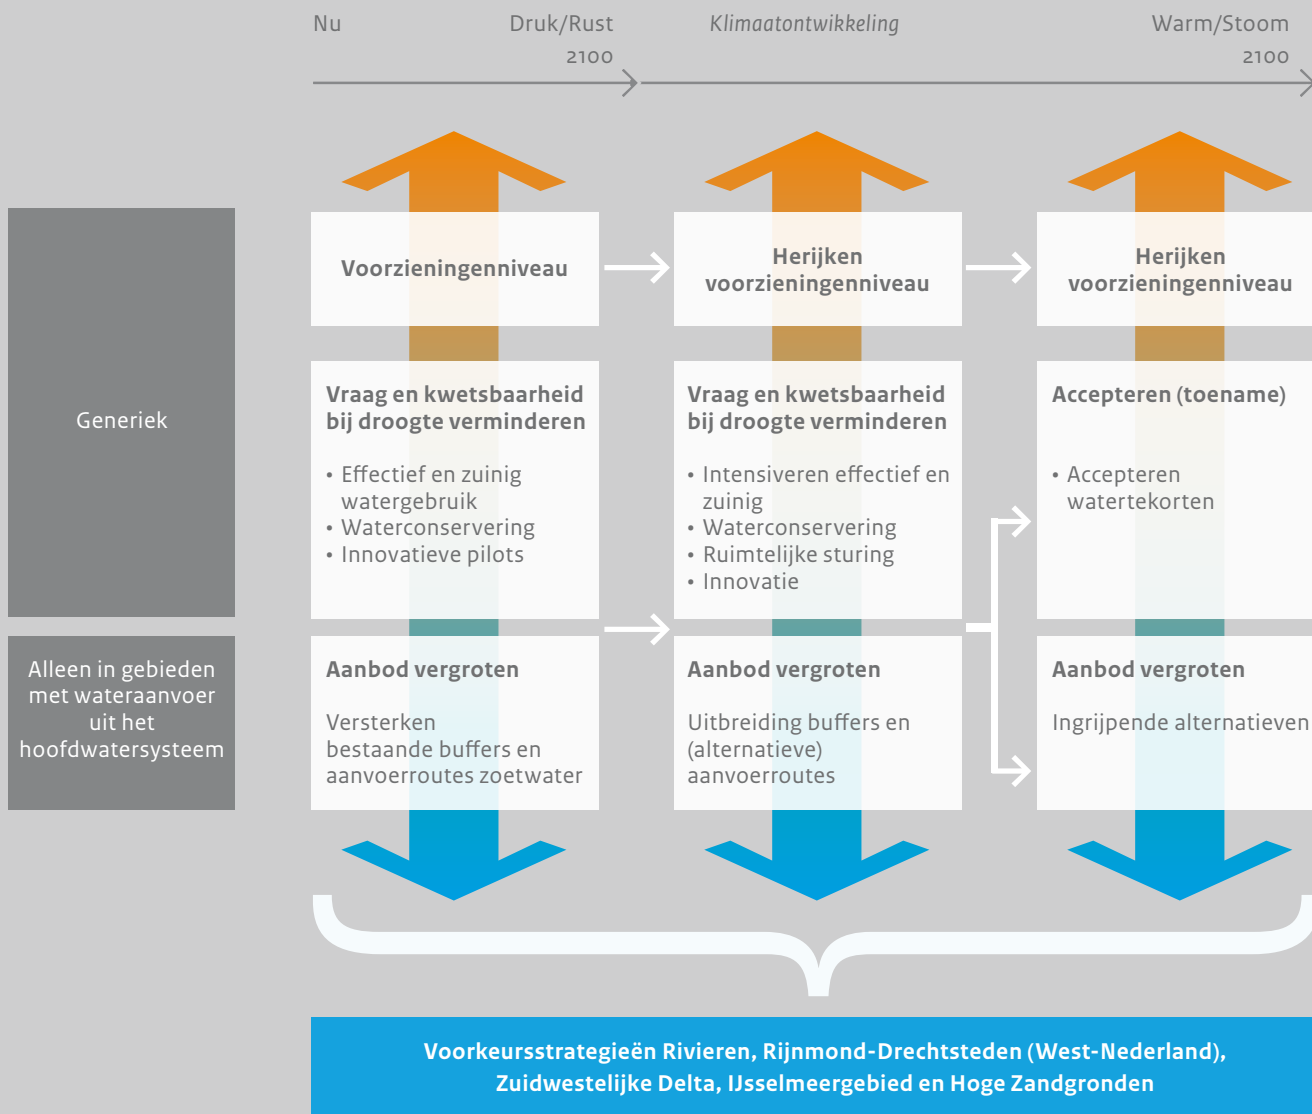 Nu
Druk/Rust
2100
Klimaatontwikkeling
Warm/Stoom
2100
Generiek
Voorzieningenniveau
Herijken
voorzieningenniveau
Herijken
voorzieningenniveau
Vraag en kwetsbaarheid
bij droogte verminderen
• Effectief en zuinig
watergebruik
• Waterconservering
• Innovatieve pilots
Vraag en kwetsbaarheid
bij droogte verminderen
• Intensiveren effectief en
zuinig
• Waterconservering
• Ruimtelijke sturing
• Innovatie
Accepteren (toename)
• Accepteren
watertekorten
Alleen in gebieden
met wateraanvoer
uit het
hoofdwatersysteem
Aanbod vergroten
Versterken
bestaande buffers en
aanvoerroutes zoetwater
Aanbod vergroten
Uitbreiding buffers en
(alternatieve)
aanvoerroutes
Aanbod vergroten
Ingrijpende alternatieven
Voorkeursstrategieën Rivieren, Rijnmond-Drechtsteden (West-Nederland),
Zuidwestelijke Delta, IJsselmeergebied en Hoge Zandgronden